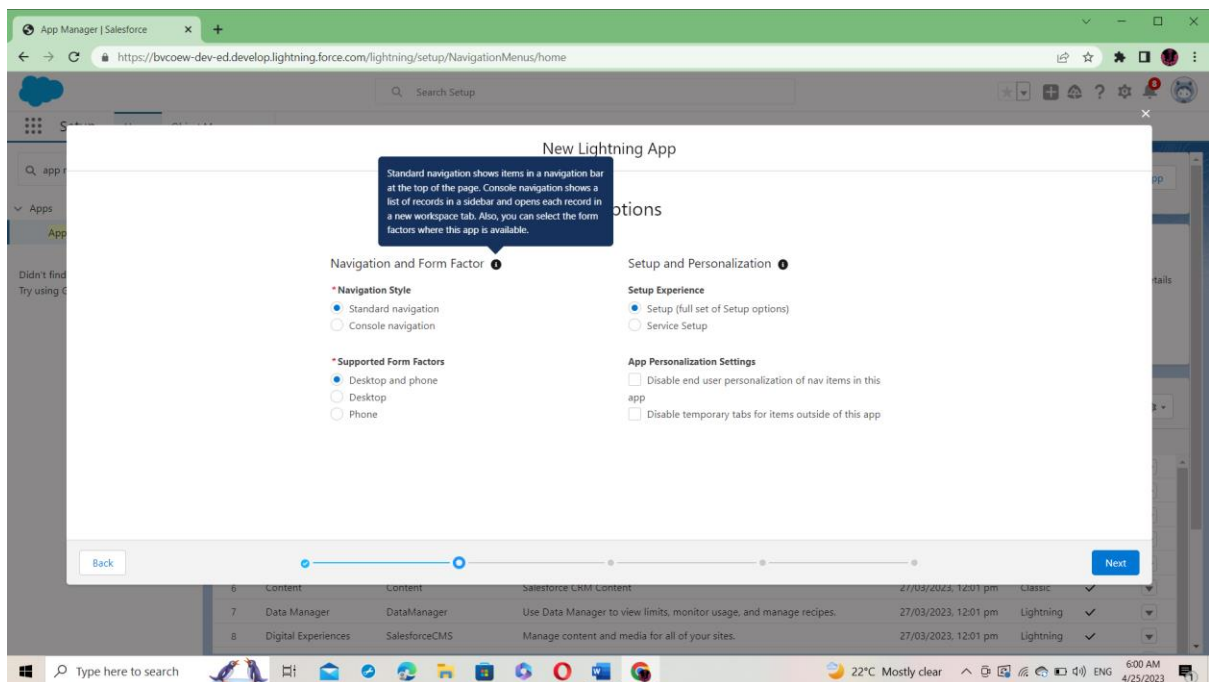 App Manager | Salesforce
https://bvcoew-dev-ed.develop.lightning.force.com/lightning/setup/NavigationMenus/home
Search Setup
8
New Lightning App
Standard navigation shows items in a navigation bar
at the top of the page. Console navigation shows a
list of records in a sidebar and opens each record in
a new workspace tab. Also, you can select the form
factors where this app is available.
Apps
Navigation and Form Factor
Setup and Personalization
* Navigation Style
Setup Experience
Standard navigation
Setup (full set of Setup options)
Console navigation
Service Setup
* Supported Form Factors
App Personalization Settings
Desktop and phone
Disable end user personalization of nav items in this
Desktop
app
Phone
Disable temporary tabs for items outside of this app
Didn't find
Try using
Back
Next
6 Content Content Salesforce CRM Content 27/03/2023, 12:01 pm Classic
7 Data Manager DataManager Use Data Manager to view limits, monitor usage, and manage recipes. 27/03/2023, 12:01 pm Lightning
8 Digital Experiences SalesforceCMS Manage content and media for all of your sites. 27/03/2023, 12:01 pm Lightning
Type here to search
22°C Mostly clear
ENG
6:00 AM
4/25/2023